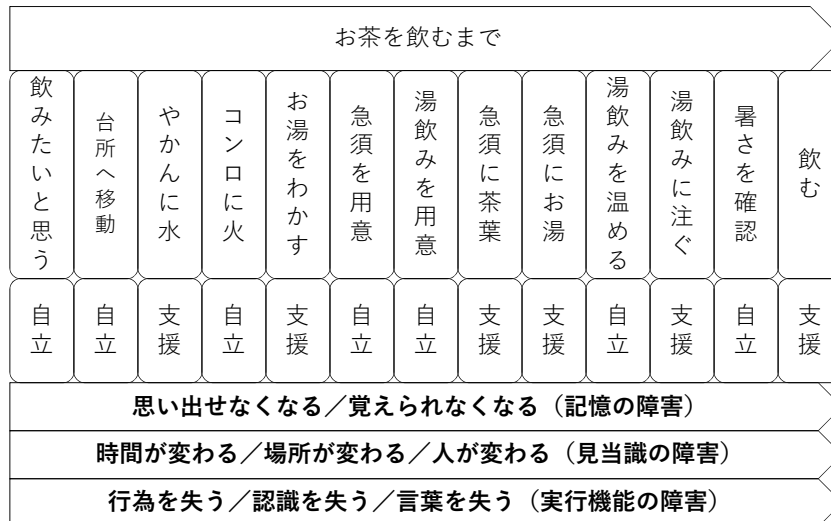 お茶を飲むまで
飲みたいと思う
台所へ移動
やかんに水
コンロに火
お湯をわかす
急須を用意
湯飲みを用意
急須に茶葉
急須にお湯
湯飲みを温める
湯飲みに注ぐ
暑さを確認
飲む
自立
自立
支援
自立
支援
自立
自立
支援
支援
自立
支援
自立
支援
思い出せなくなる／覚えられなくなる（記憶の障害）
時間が変わる／場所が変わる／人が変わる（見当識の障害）
行為を失う／認識を失う／言葉を失う（実行機能の障害）